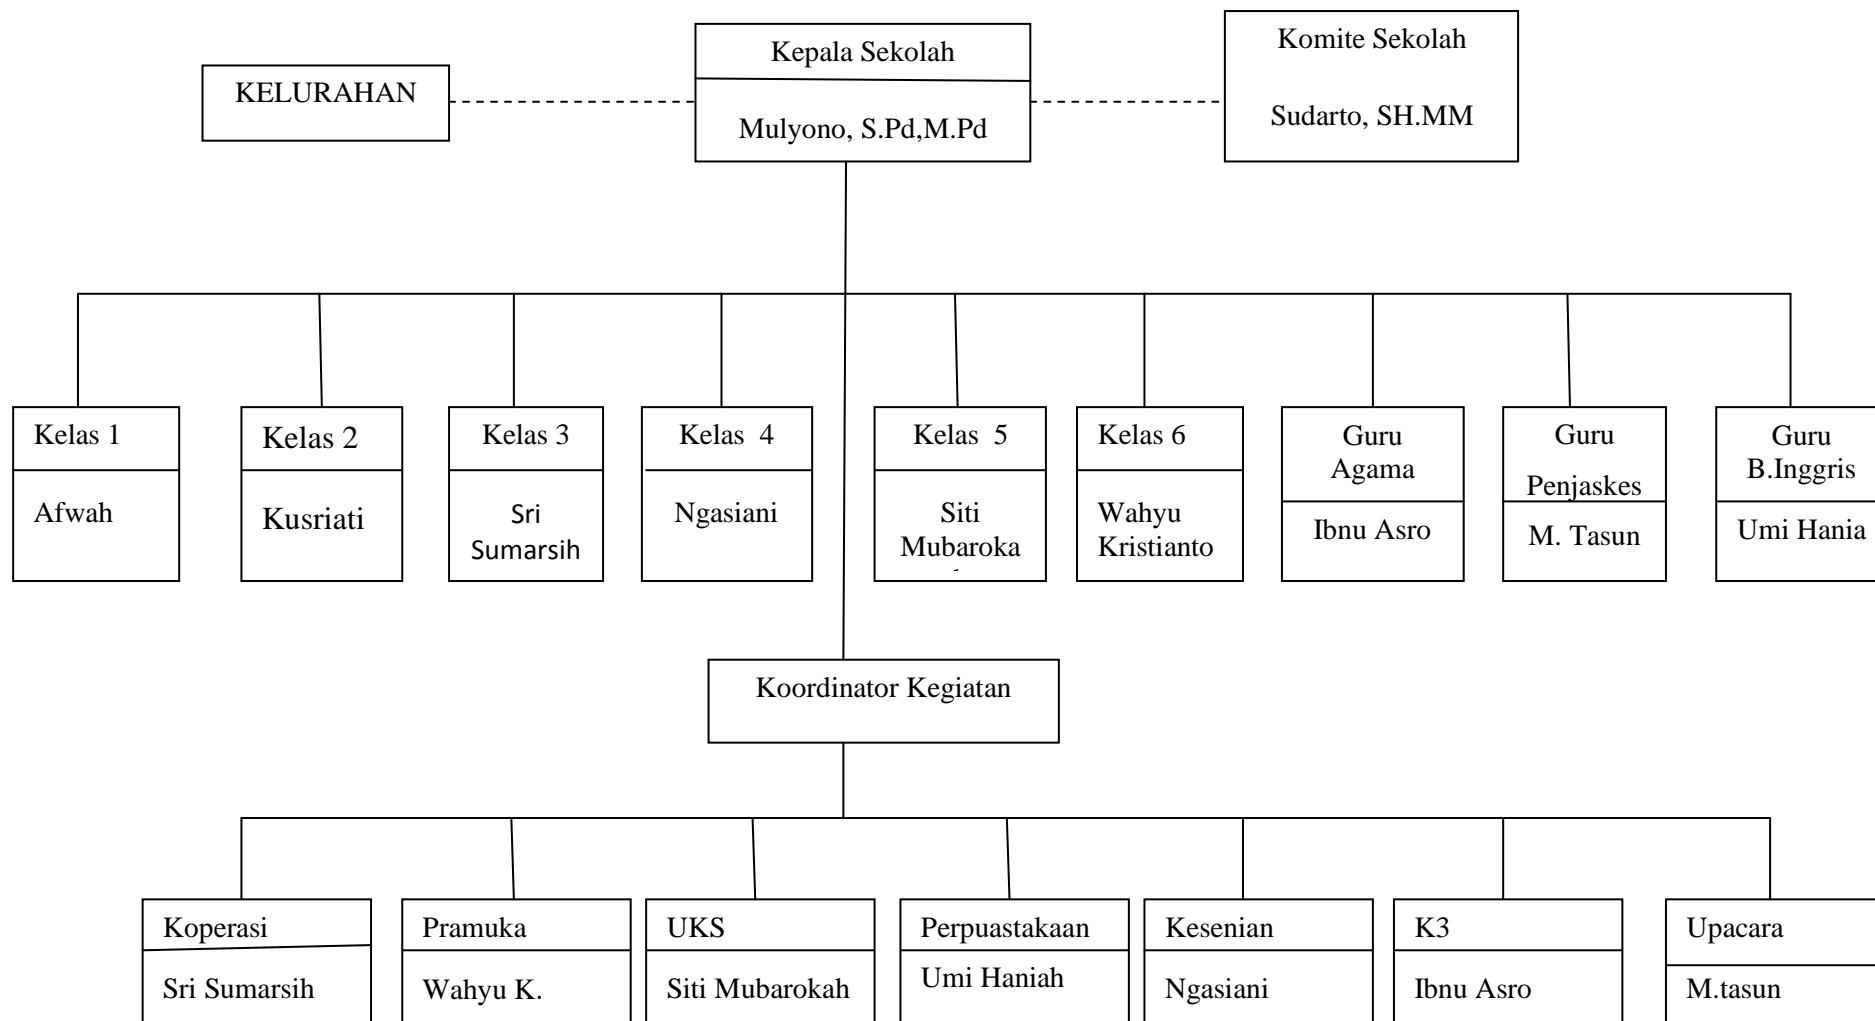 KELURAHAN
Kepala Sekolah
Mulyono, S.Pd,M.Pd
Komite Sekolah
Sudarto, SH.MM
Kelas 1
Afwah
Kelas 2
Kusriati
Kelas 3
Sri
Sumarsih
Kelas 4
Ngasiani
Kelas 5
Siti
Mubaroka
Kelas 6
Wahyu
Kristianto
Guru
Agama
Ibnu Asro
Guru
Penjaskes
M. Tasun
Guru
B.Inggris
Umi Hania
Koordinator Kegiatan
Koperasi
Sri Sumarsih
Pramuka
Wahyu K.
UKS
Siti Mubarokah
Perpuastakaan
Umi Haniah
Kesenian
Ngasiani
K3
Ibnu Asro
Upacara
M.tasun